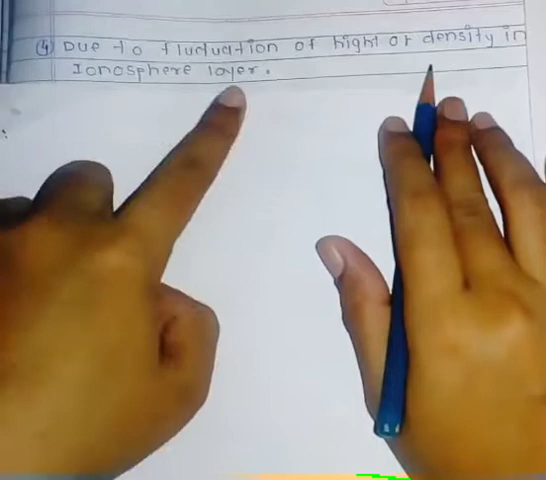 ④ Due to fluctuation of hight or density in
Ionosphere layer.